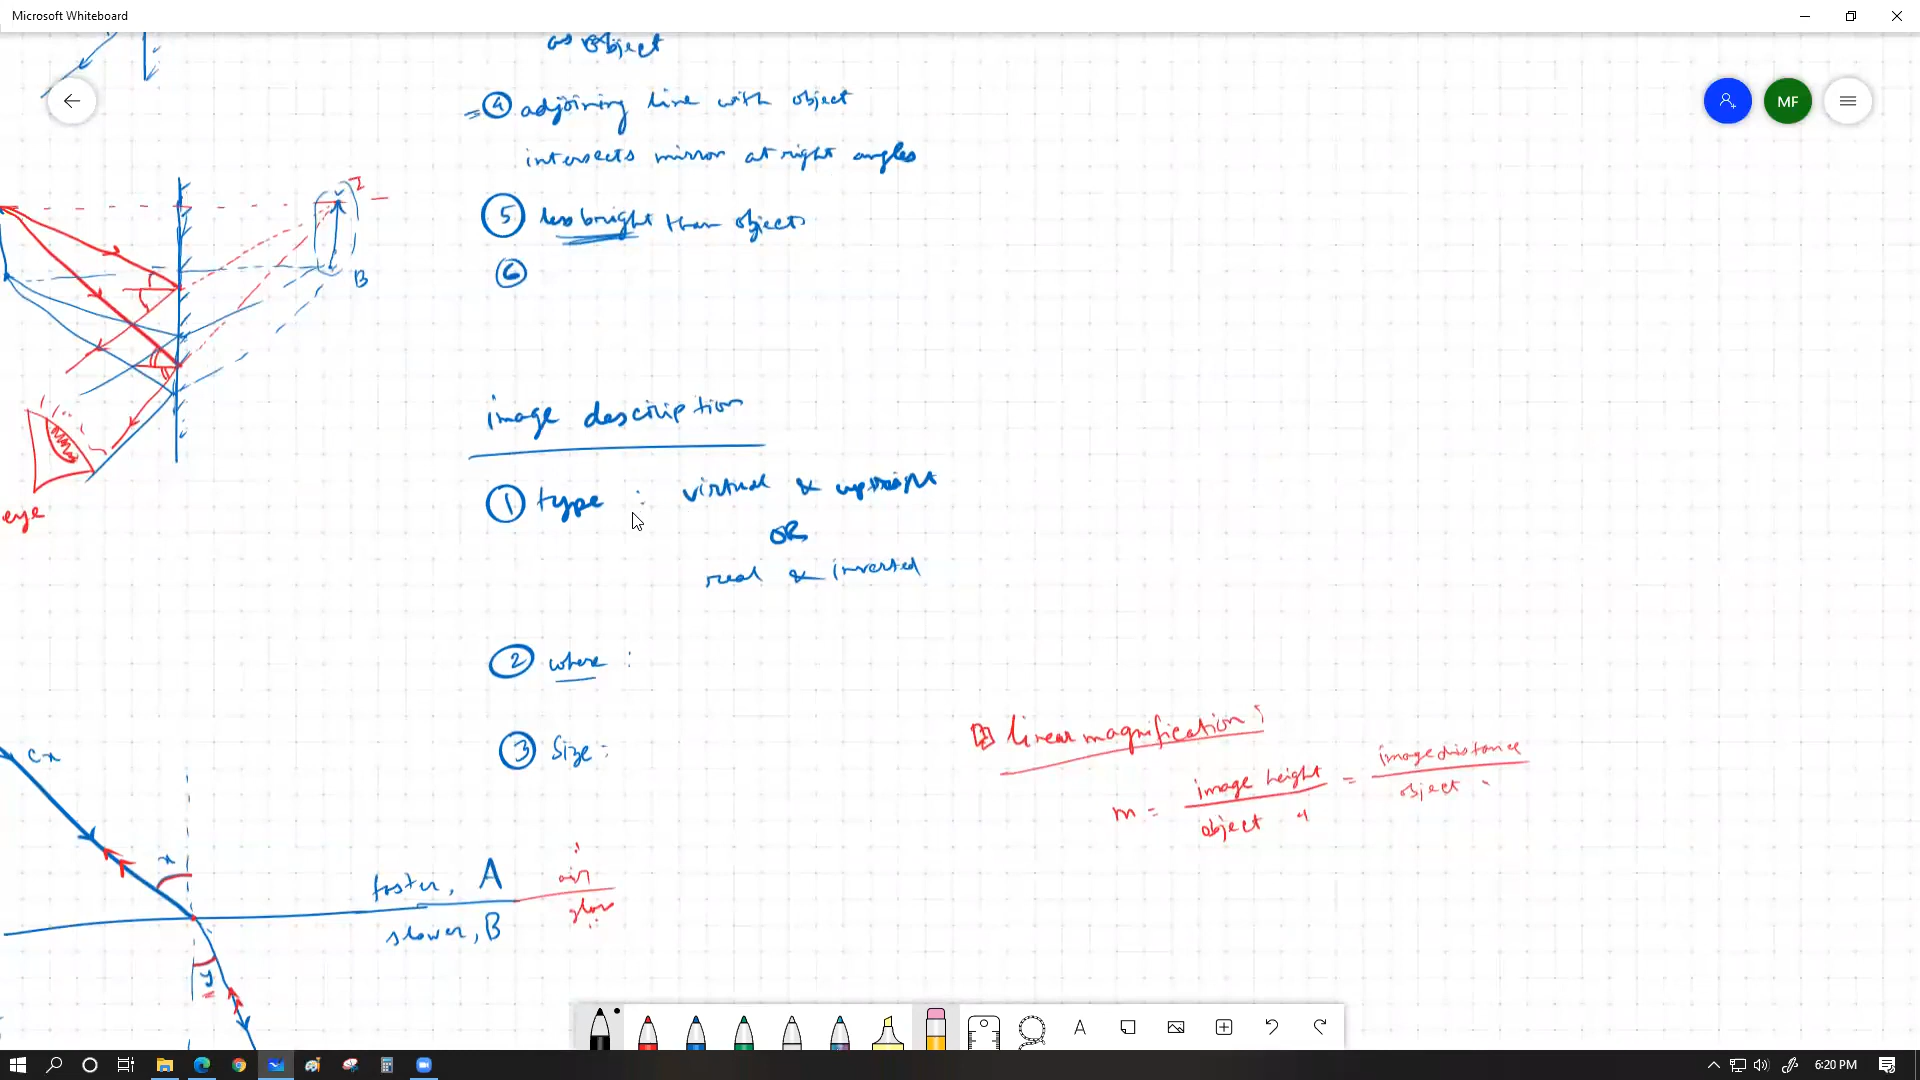 Microsoft Whiteboard
as object
④ adjoining line with object
intersects mirror at right angles
⑤ less bright than objects
⑥
I
B
eye
image description
① type : virtual & upright
OR
real & inverted
② where :
③ Size :
linear magnification :
m = image height / object " = image distance / object "
x
faster, A
air
slower, B
glass
y
MF
A
6:20 PM